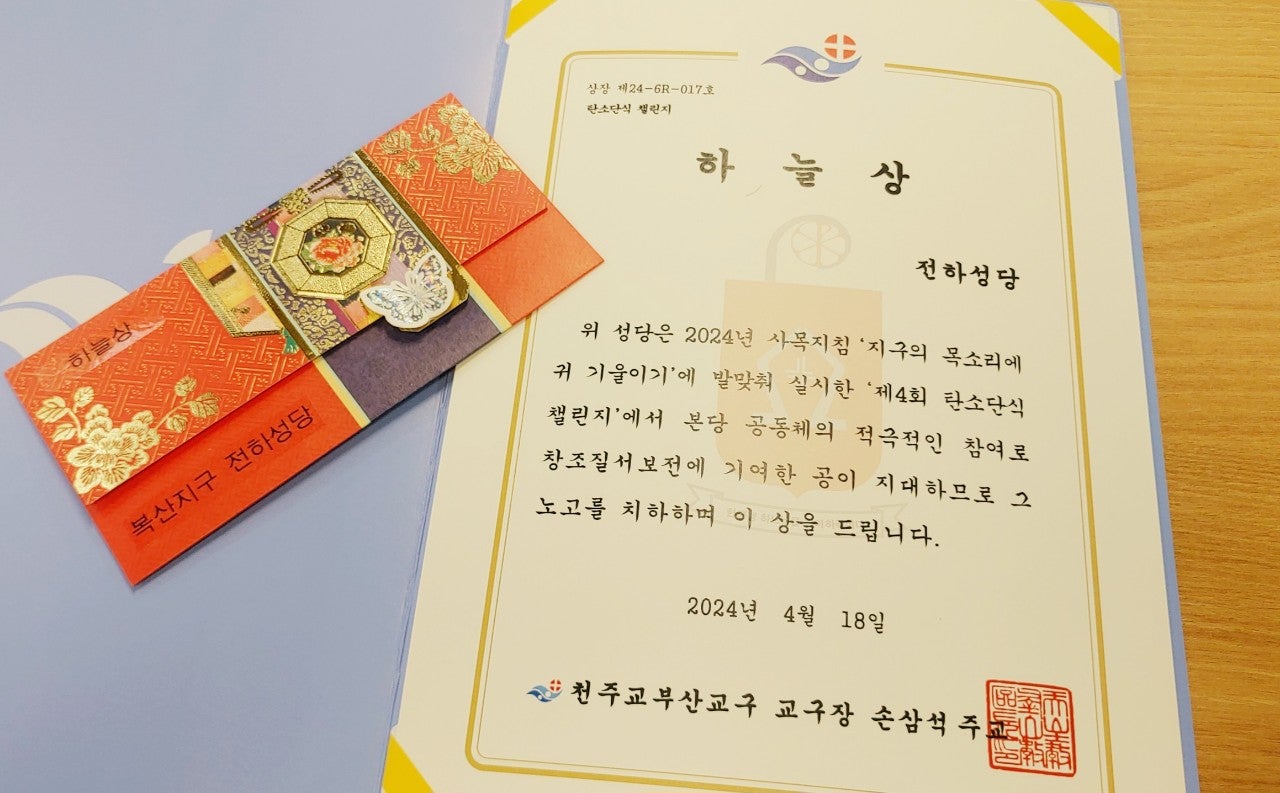 하늘상
복산지구 전하성당
상장 제24-6R-017호
탄소단식 챌린지
하 늘 상
전하성당
위 성당은 2024년 사목지침 '지구의 목소리에
귀 기울이기'에 발맞춰 실시한 '제4회 탄소단식
챌린지'에서 본당 공동체의 적극적인 참여로
창조질서보전에 기여한 공이 지대하므로 그
노고를 치하하며 이 상을 드립니다.
2024년 4월 18일
천주교부산교구 교구장 손삼석 주교